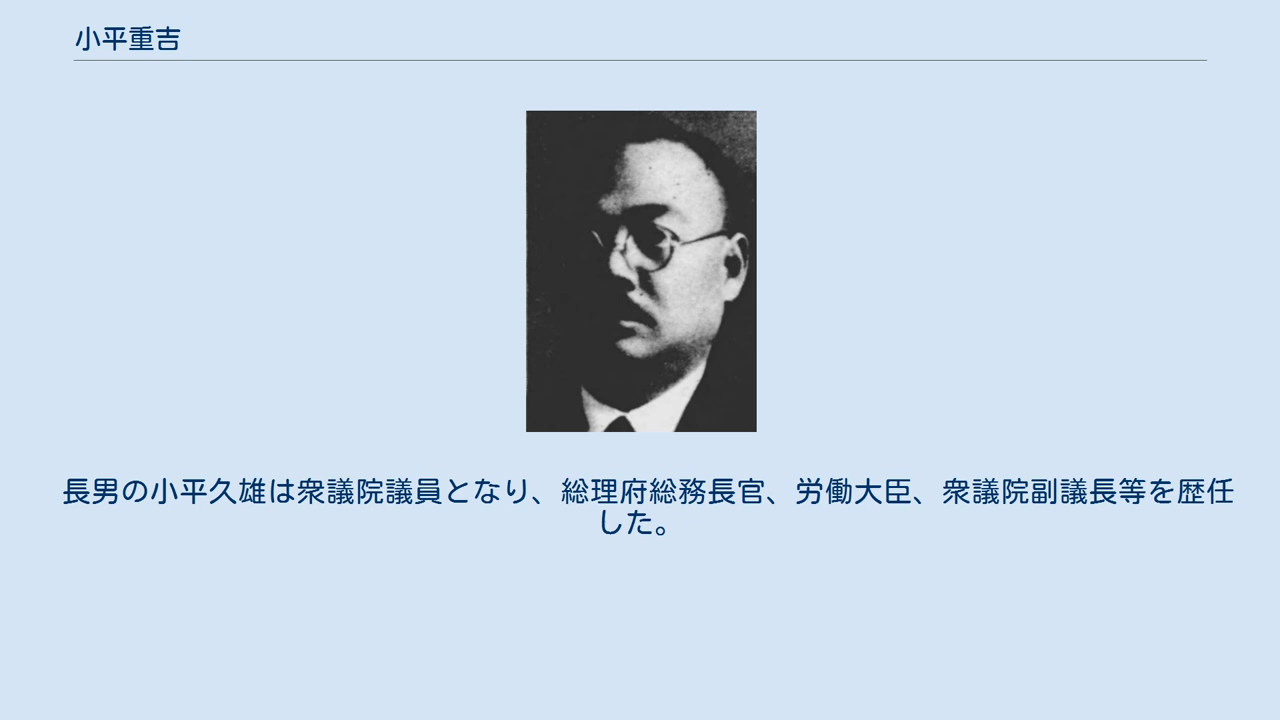 小平重吉
長男の小平久雄は衆議院議員となり、総理府総務長官、労働大臣、衆議院副議長等を歴任
した。